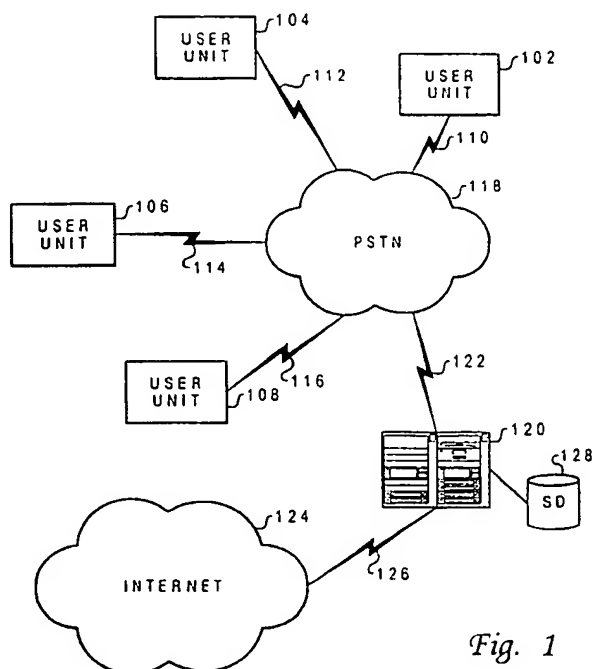 USER
UNIT
104
112
USER
UNIT
102
110
118
USER
UNIT
106
114
PSTN
USER
UNIT
108
116
122
120
128
SD
124
INTERNET
126
Fig. 1